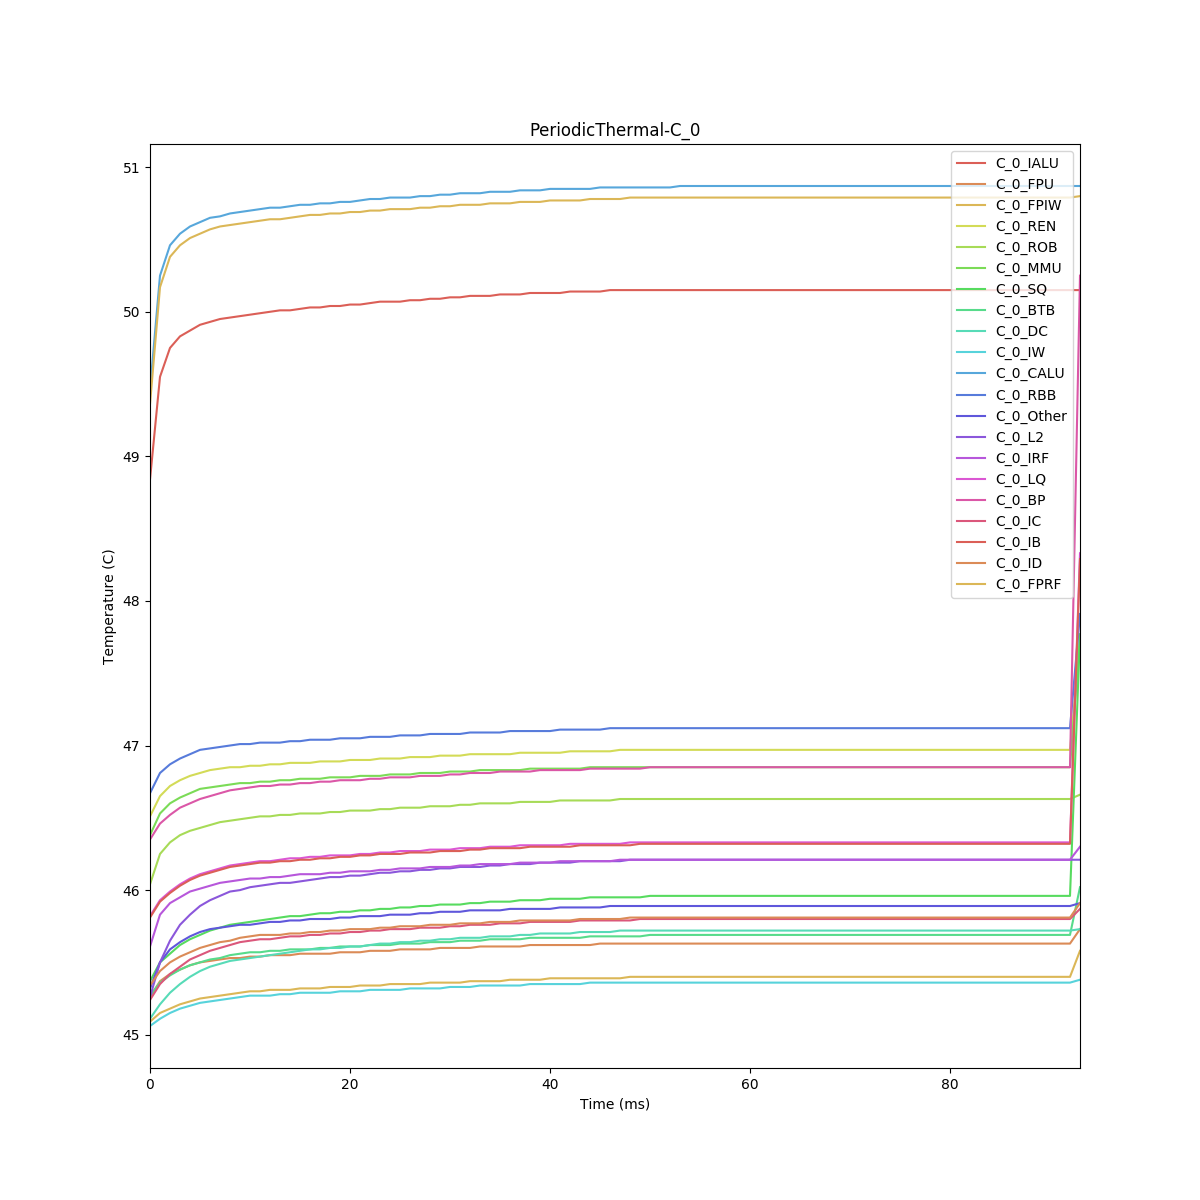 PeriodicThermal-C_0
51
50
49
48
47
46
45
Temperature (C)
0
20
40
60
80
Time (ms)
C_0_IALU
C_0_FPU
C_0_FPIW
C_0_REN
C_0_ROB
C_0_MMU
C_0_SQ
C_0_BTB
C_0_DC
C_0_IW
C_0_CALU
C_0_RBB
C_0_Other
C_0_L2
C_0_IRF
C_0_LQ
C_0_BP
C_0_IC
C_0_IB
C_0_ID
C_0_FPRF